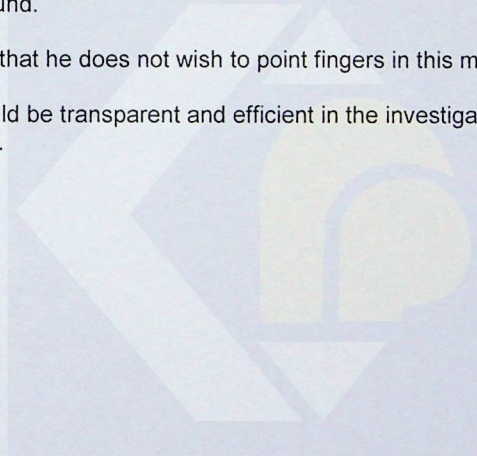 und.
that he does not wish to point fingers in this m
ld be transparent and efficient in the investiga
.